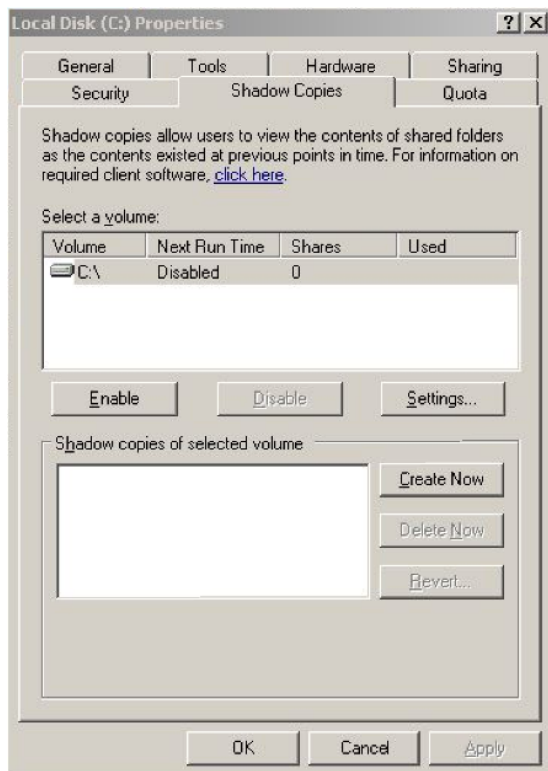 Local Disk (C:) Properties
General Tools Hardware Sharing
Security Shadow Copies Quota
Shadow copies allow users to view the contents of shared folders
as the contents existed at previous points in time. For information on
required client software, click here.
Select a volume:
Volume Next Run Time Shares Used
C:\ Disabled 0
Enable Disable Settings...
Shadow copies of selected volume
Create Now
Delete Now
Revert...
OK Cancel Apply